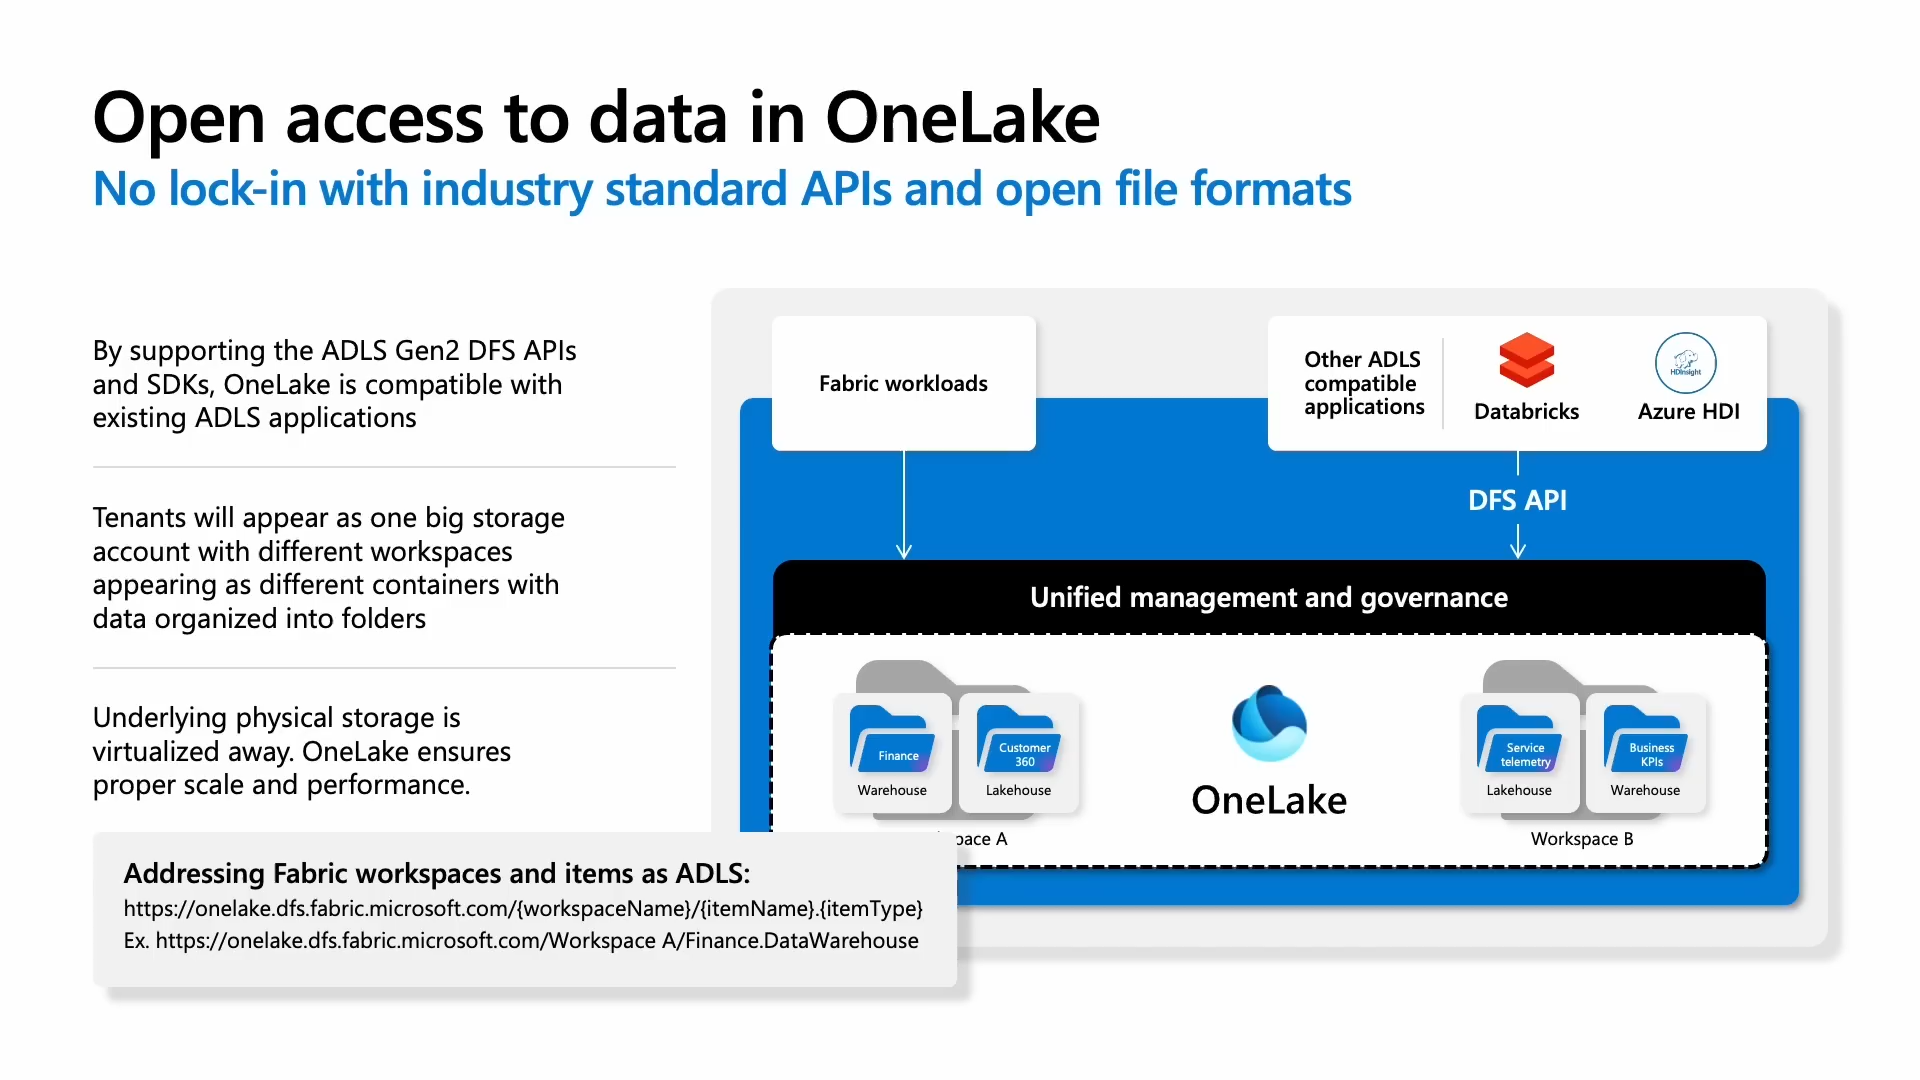 Open access to data in OneLake
No lock-in with industry standard APIs and open file formats
By supporting the ADLS Gen2 DFS APIs
and SDKs, OneLake is compatible with
existing ADLS applications
Tenants will appear as one big storage
account with different workspaces
appearing as different containers with
data organized into folders
Underlying physical storage is
virtualized away. OneLake ensures
proper scale and performance.
Addressing Fabric workspaces and items as ADLS:
https://onelake.dfs.fabric.microsoft.com/{workspaceName}/{itemName}.{itemType}
Ex. https://onelake.dfs.fabric.microsoft.com/Workspace A/Finance.DataWarehouse
Fabric workloads
Other ADLS
compatible
applications
Databricks
HDInsight
Azure HDI
DFS API
Unified management and governance
Finance
Warehouse
Customer
360
Lakehouse
pace A
OneLake
Service
telemetry
Lakehouse
Business
KPIs
Warehouse
Workspace B